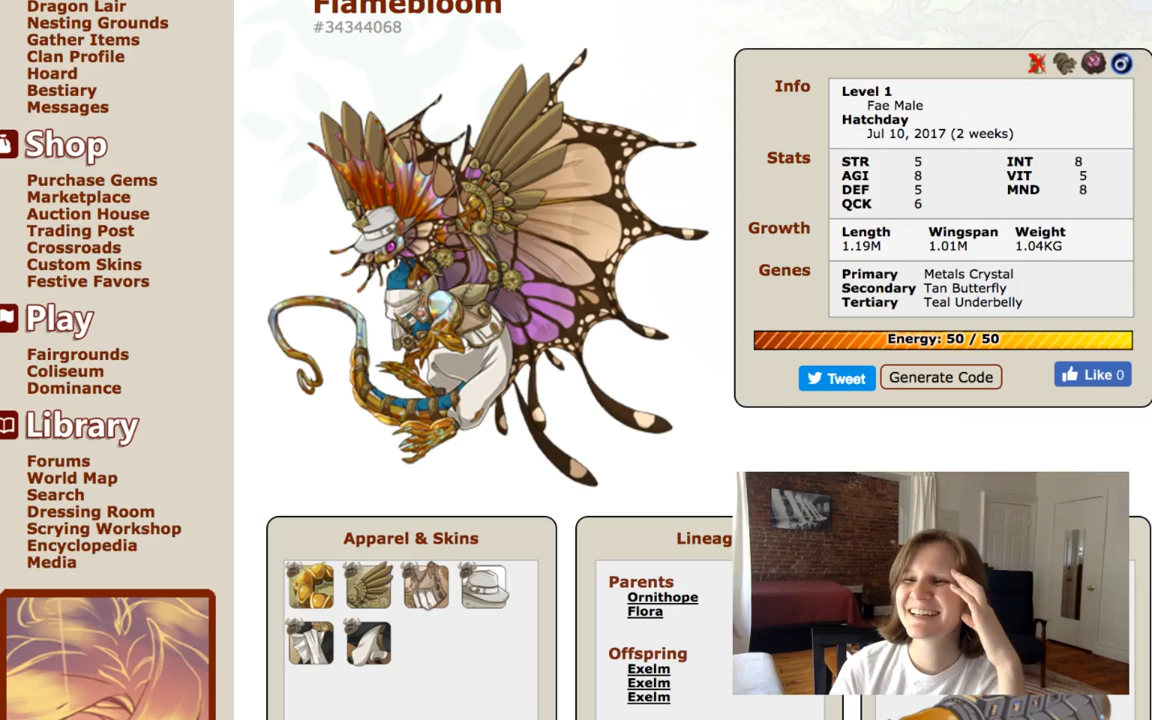 Dragon Lair
Nesting Grounds
Gather Items
Clan Profile
Hoard
Bestiary
Messages
Shop
Purchase Gems
Marketplace
Auction House
Trading Post
Crossroads
Custom Skins
Festive Favors
Play
Fairgrounds
Coliseum
Dominance
Library
Forums
World Map
Search
Dressing Room
Scrying Workshop
Encyclopedia
Media
Flamebloom
#34344068
Info
Level 1
Fae Male
Hatchday
Jul 10, 2017 (2 weeks)
Stats
STR 5 INT 8
AGI 8 VIT 5
DEF 5 MND 8
QCK 6
Growth
Length Wingspan Weight
1.19M 1.01M 1.04KG
Genes
Primary Metals Crystal
Secondary Tan Butterfly
Tertiary Teal Underbelly
Energy: 50 / 50
Tweet Generate Code Like 0
Apparel & Skins
Lineag
Parents
Ornithope
Flora
Offspring
Exelm
Exelm
Exelm